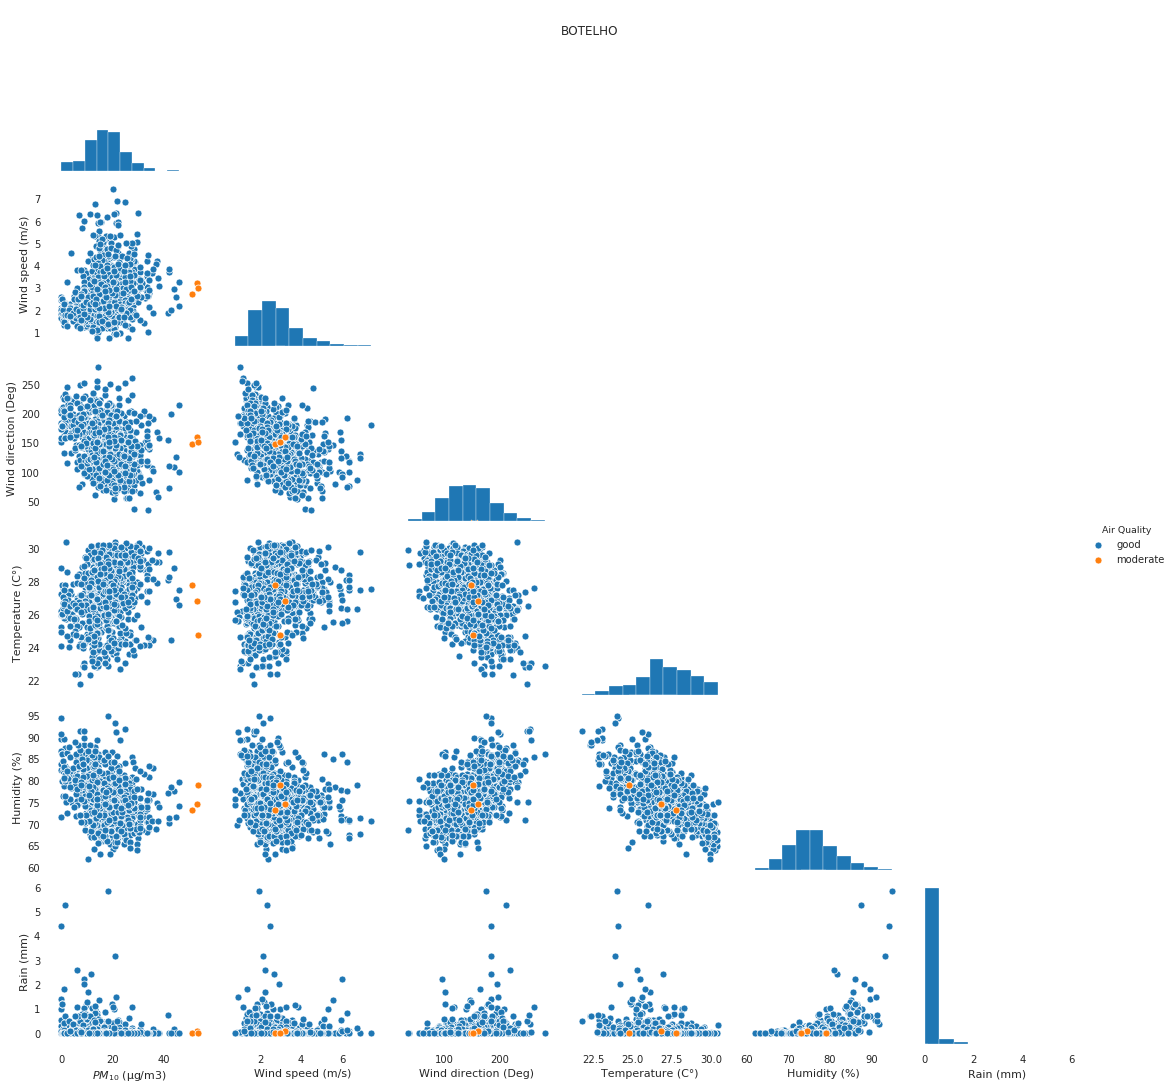 BOTELHO
7
6
5
4
3
2
1
Wind speed (m/s)
250
200
150
100
50
Wind direction (Deg)
30
28
26
24
22
Temperature (C°)
95
90
85
80
75
70
65
60
Humidity (%)
6
5
4
3
2
1
0
Rain (mm)
0 20 40
PM10 (µg/m3)
2 4 6
Wind speed (m/s)
100 200
Wind direction (Deg)
22.5 25.0 27.5 30.0
Temperature (C°)
60 70 80 90
Humidity (%)
0 2 4 6
Rain (mm)
Air Quality
good
moderate